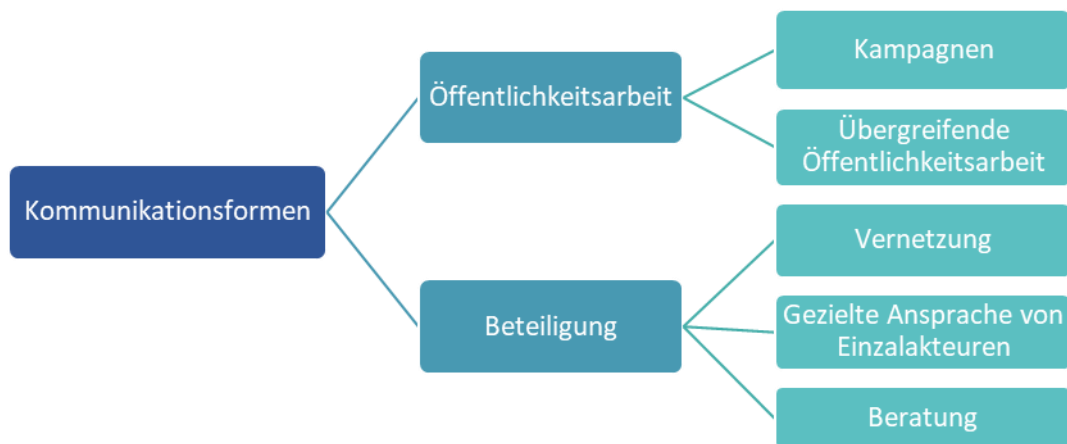 Kommunikationsformen
Öffentlichkeitsarbeit
Kampagnen
Übergreifende
Öffentlichkeitsarbeit
Beteiligung
Vernetzung
Gezielte Ansprache von
Einzalakteuren
Beratung